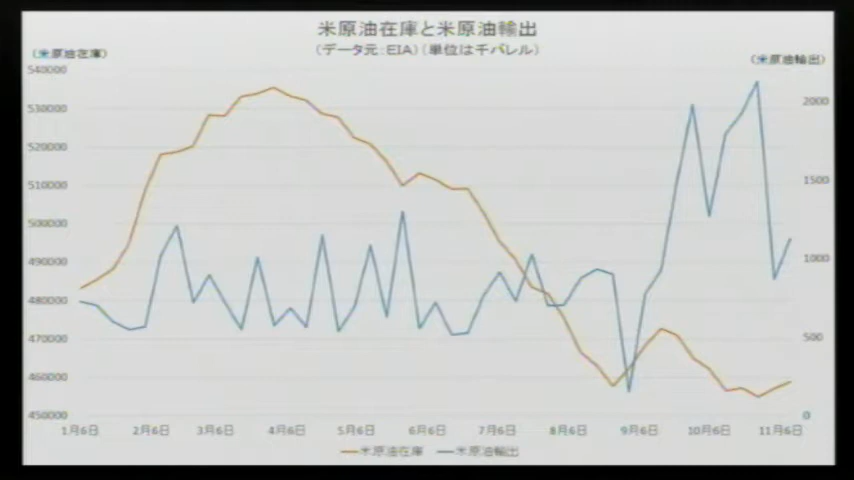 米原油在庫と米原油輸出
(データ元:EIA)(単位は千バレル)
(米原油在庫)
(米原油輸出)
540000
530000
520000
510000
500000
490000
480000
470000
460000
450000
2000
1500
1000
500
0
1月6日 2月6日 3月6日 4月6日 5月6日 6月6日 7月6日 8月6日 9月6日 10月6日 11月6日
米原油在庫 米原油輸出